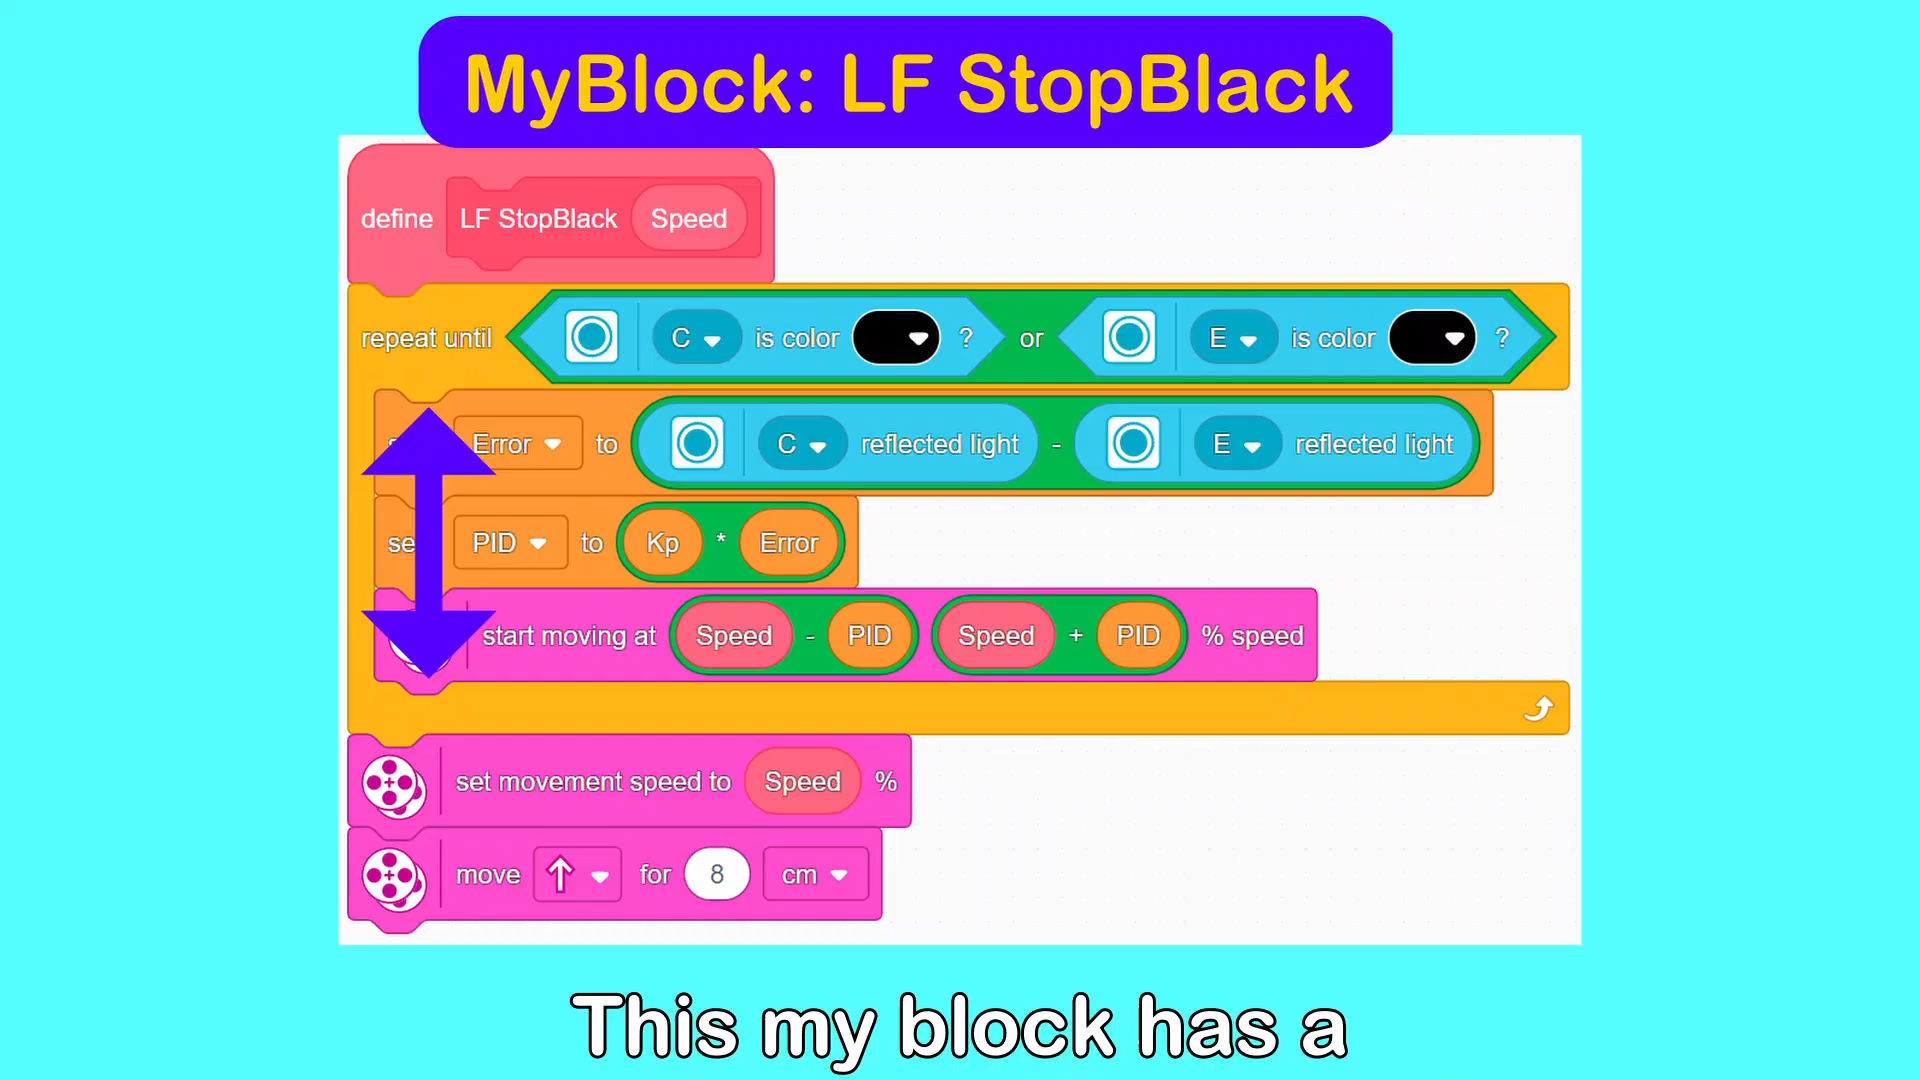 MyBlock: LF StopBlack
define LF StopBlack Speed
repeat until C is color ? or E is color ?
Error to C reflected light - E reflected light
PID to Kp * Error
start moving at Speed - PID Speed + PID % speed
set movement speed to Speed %
move for 8 cm
This my block has a